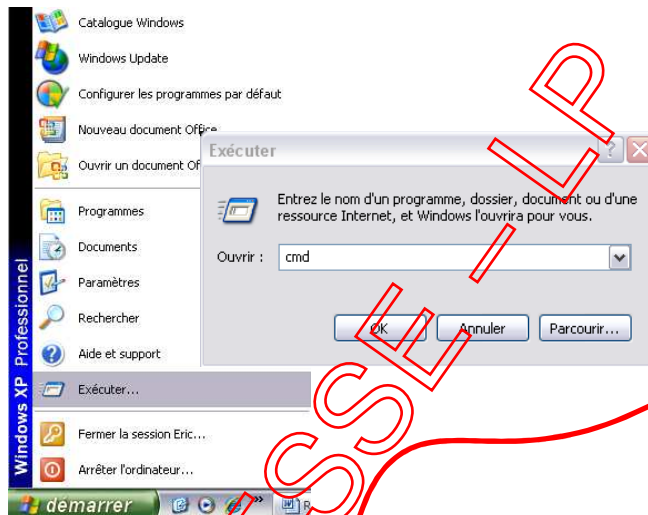 Catalogue Windows
Windows Update
Configurer les programmes par défaut
Nouveau document Office
Ouvrir un document Of
Programmes
Documents
Paramètres
Rechercher
Aide et support
Exécuter...
Fermer la session Eric...
Arrêter l'ordinateur...
Windows XP Professionnel
démarrer
»
R
Exécuter
Entrez le nom d'un programme, dossier, document ou d'une
ressource Internet, et Windows l'ouvrira pour vous.
Ouvrir :
cmd
OK
Annuler
Parcourir...
SSE - LP